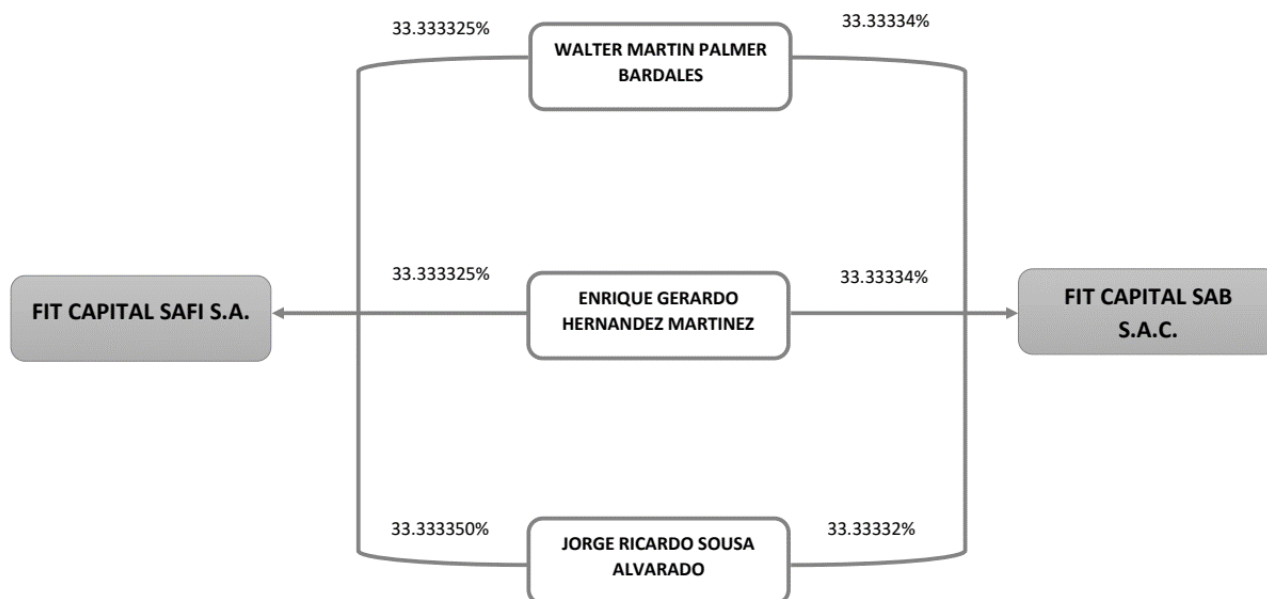 33.333325%
WALTER MARTIN PALMER
BARDALES
33.33334%
FIT CAPITAL SAFI S.A.
33.333325%
ENRIQUE GERARDO
HERNANDEZ MARTINEZ
33.33334%
FIT CAPITAL SAB
S.A.C.
33.333350%
JORGE RICARDO SOUSA
ALVARADO
33.33332%